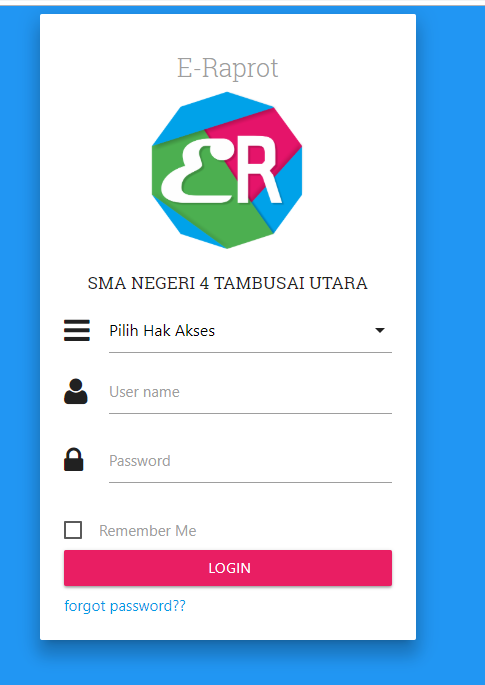 E-Raprot
ER
SMA NEGERI 4 TAMBUSAI UTARA
Pilih Hak Akses
User name
Password
Remember Me
LOGIN
forgot password??